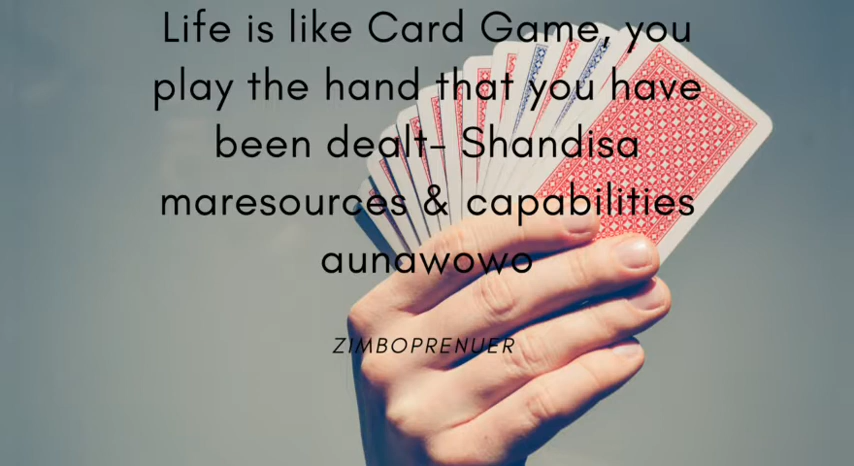 Life is like Card Game, you
play the hand that you have
been dealt– Shandisa
maresources & capabilities
aunawowo
ZIMBOPRENUER